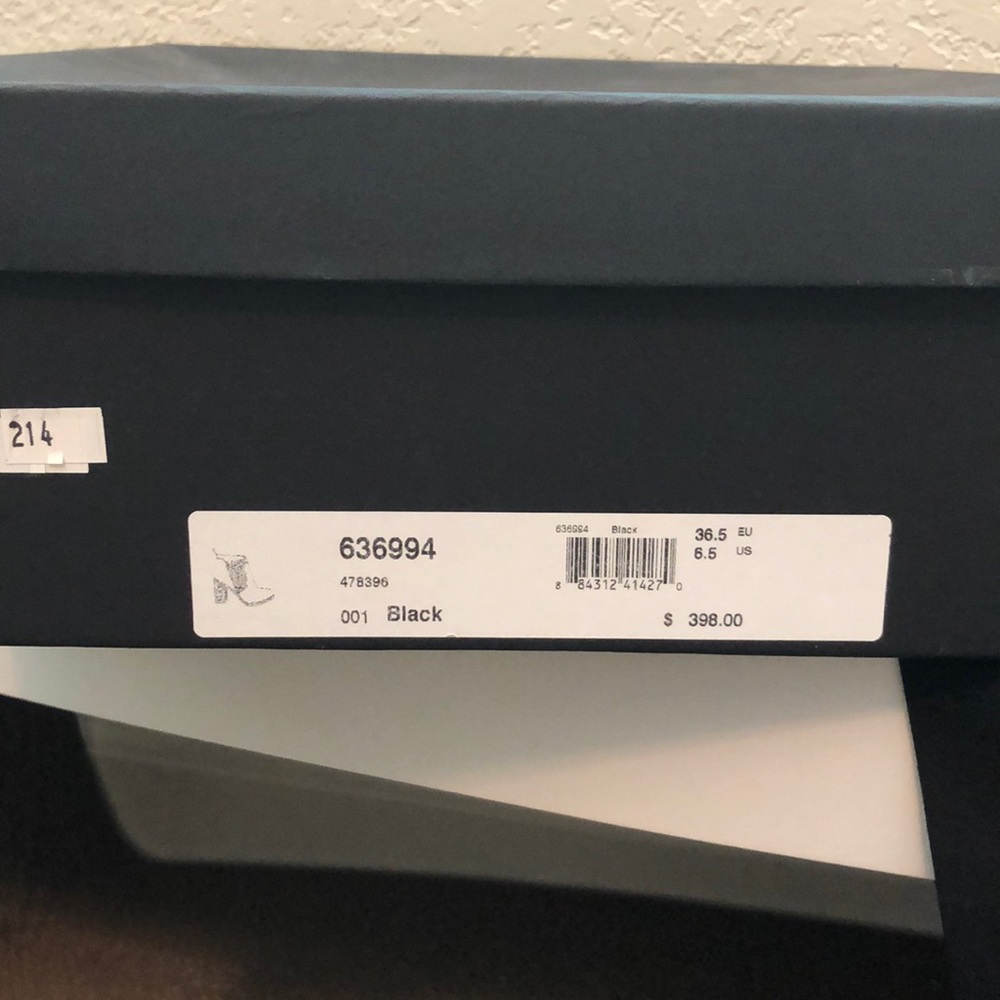 214
636994
478396
001 Black
636994 Black
8 84312 41427 0
36.5 EU
6.5 US
$ 398.00